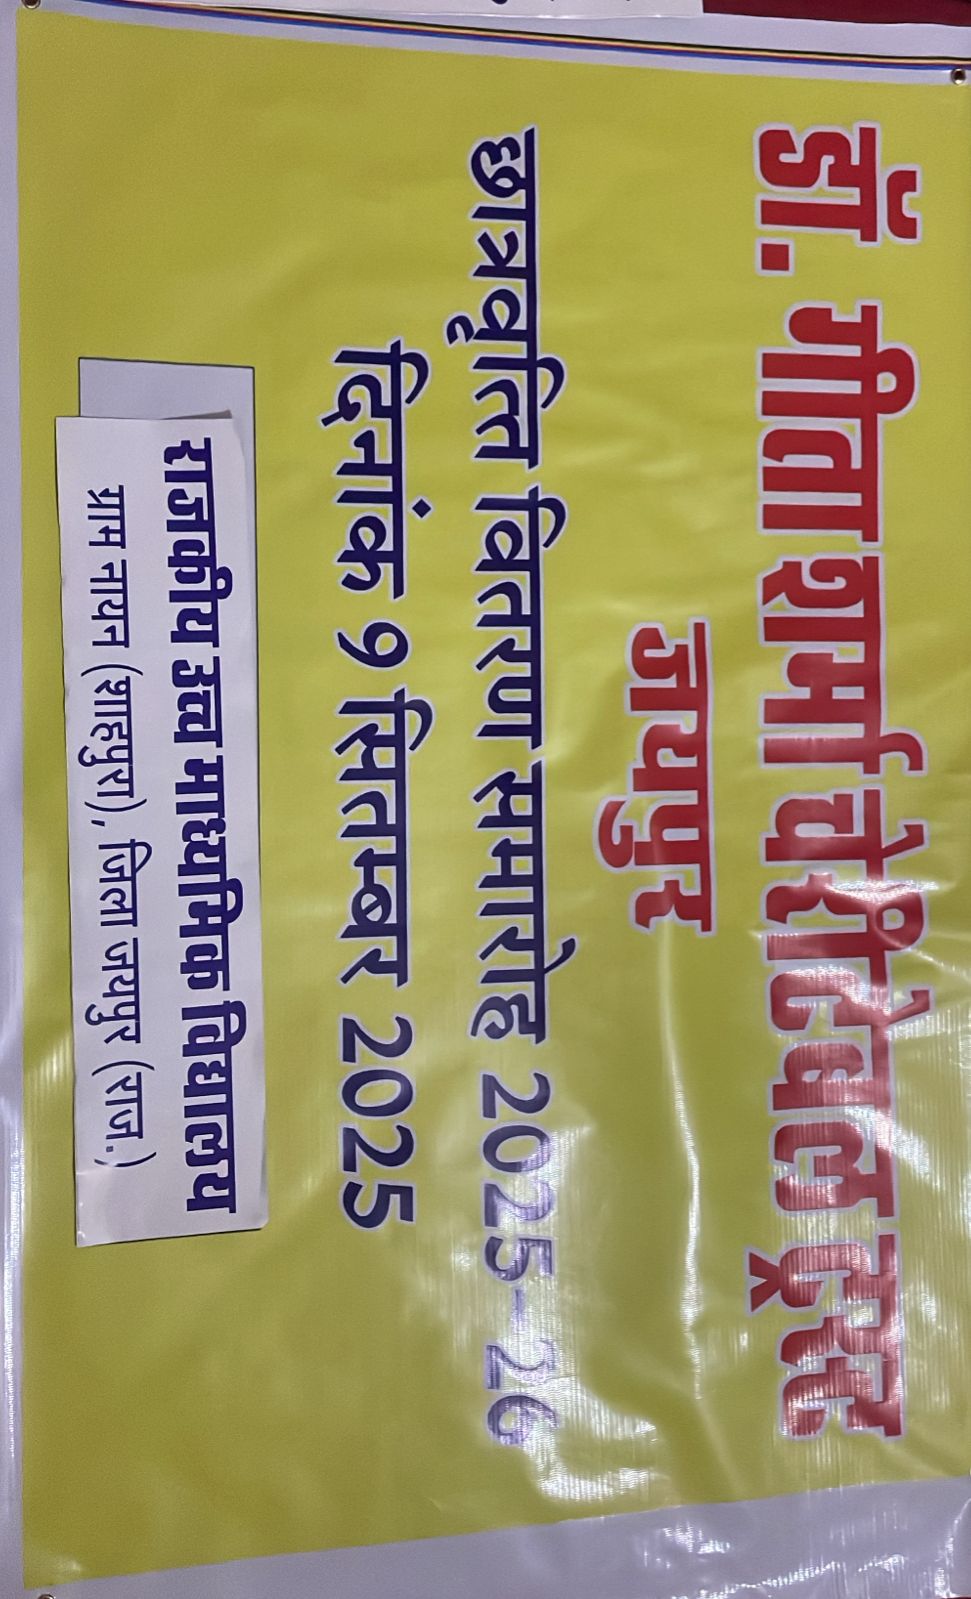 डॉ. गीता शर्मा चेरीटेबल ट्रस्ट
जयपुर
छात्रवृत्ति वितरण समारोह 2025-26
दिनांक 9 सितम्बर 2025
राजकीय उच्च माध्यमिक विद्यालय
ग्राम नायन (शाहपुरा), जिला जयपुर (राज.)